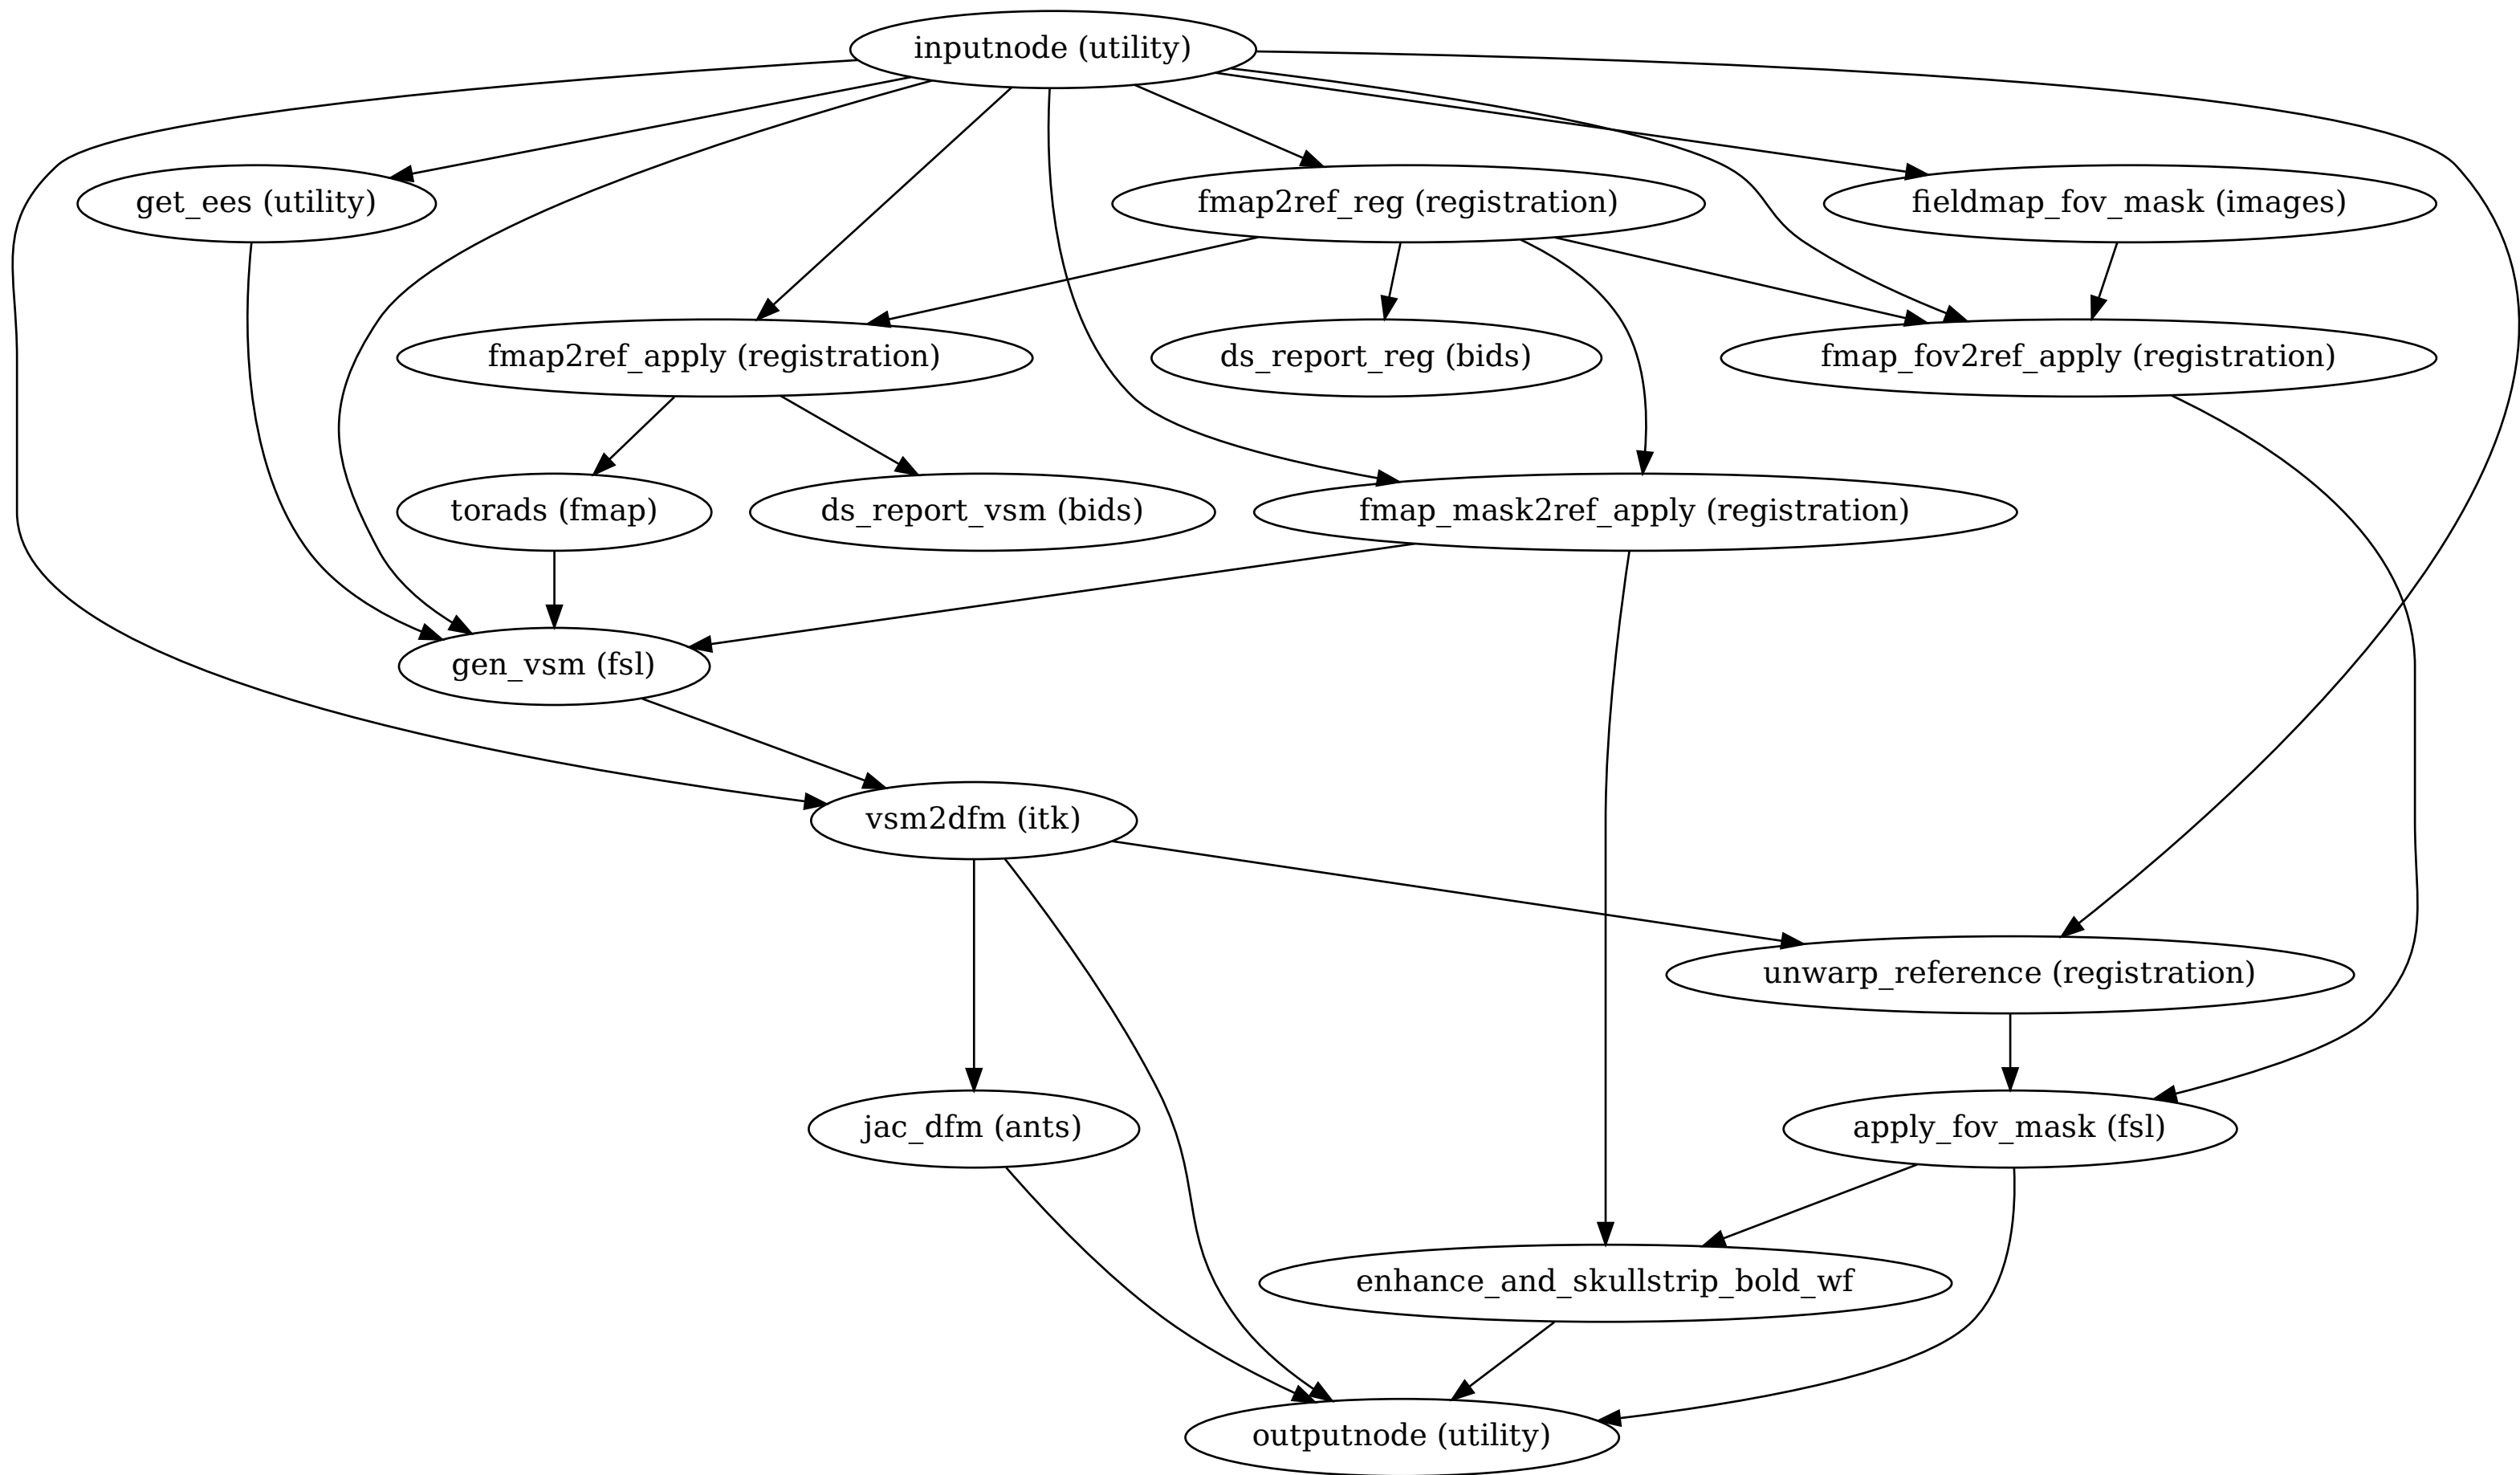 inputnode (utility)
get_ees (utility)
fmap2ref_reg (registration)
fieldmap_fov_mask (images)
fmap2ref_apply (registration)
ds_report_reg (bids)
fmap_fov2ref_apply (registration)
torads (fmap)
ds_report_vsm (bids)
fmap_mask2ref_apply (registration)
gen_vsm (fsl)
vsm2dfm (itk)
unwarp_reference (registration)
jac_dfm (ants)
apply_fov_mask (fsl)
enhance_and_skullstrip_bold_wf
outputnode (utility)